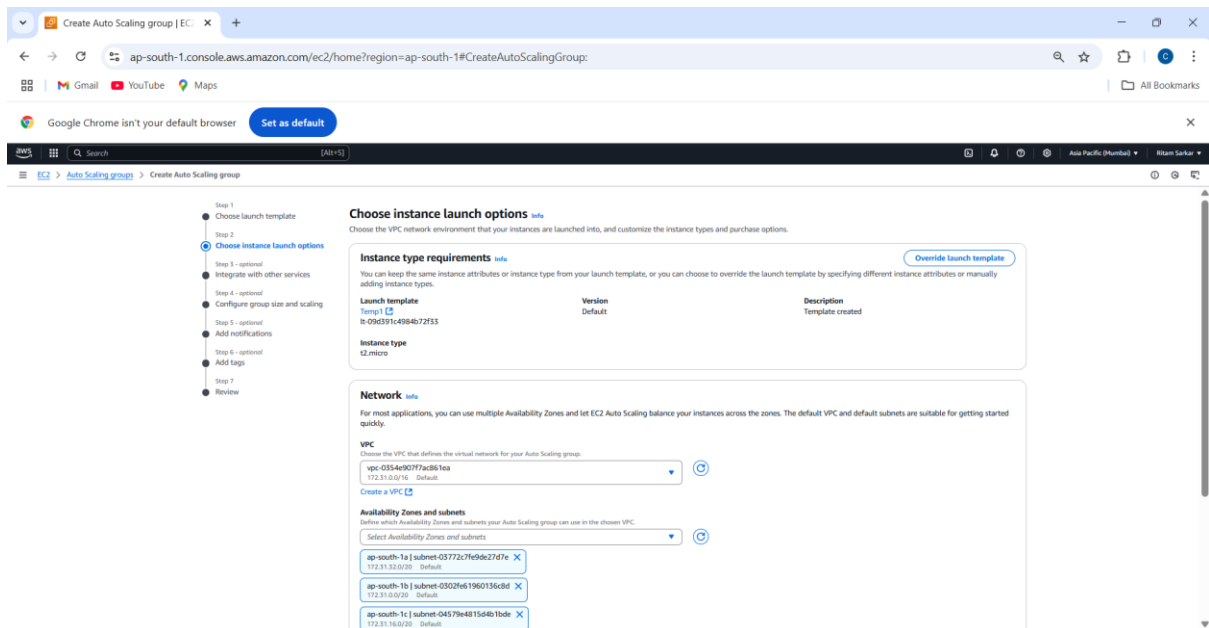 Create Auto Scaling group | EC2
ap-south-1.console.aws.amazon.com/ec2/home?region=ap-south-1#CreateAutoScalingGroup:
C
Gmail YouTube Maps
All Bookmarks
Google Chrome isn't your default browser Set as default
aws Search [Alt+S] Asia Pacific (Mumbai) Ritam Sarkar
EC2 > Auto Scaling groups > Create Auto Scaling group
Step 1
Choose launch template
Step 2
Choose instance launch options
Step 3 - optional
Integrate with other services
Step 4 - optional
Configure group size and scaling
Step 5 - optional
Add notifications
Step 6 - optional
Add tags
Step 7
Review
Choose instance launch options Info
Choose the VPC network environment that your instances are launched into, and customize the instance types and purchase options.
Instance type requirements Info
Override launch template
You can keep the same instance attributes or instance type from your launch template, or you can choose to override the launch template by specifying different instance attributes or manually
adding instance types.
Launch template Version Description
Temp1 Default Template created
lt-09d391c4984b72f33
Instance type
t2.micro
Network Info
For most applications, you can use multiple Availability Zones and let EC2 Auto Scaling balance your instances across the zones. The default VPC and default subnets are suitable for getting started
quickly.
VPC
Choose the VPC that defines the virtual network for your Auto Scaling group.
vpc-0354e907f7ac861ea
172.31.0.0/16 Default
Create a VPC
Availability Zones and subnets
Define which Availability Zones and subnets your Auto Scaling group can use in the chosen VPC.
Select Availability Zones and subnets
ap-south-1a | subnet-03772c7fe9de27d7e
172.31.32.0/20 Default
ap-south-1b | subnet-0302fe61960136c8d
172.31.0.0/20 Default
ap-south-1c | subnet-04579e4815d4b1bde
172.31.16.0/20 Default